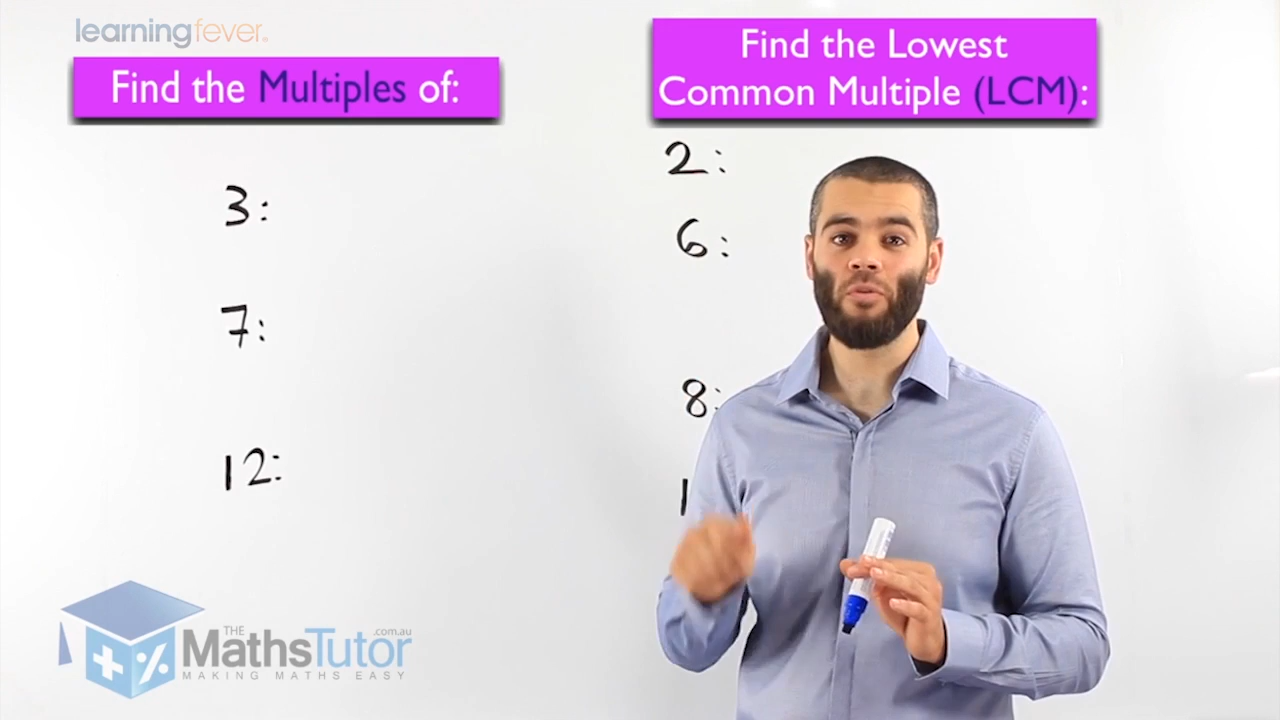 learningfever.
Find the Multiples of:
3:
7:
12:
Find the Lowest
Common Multiple (LCM):
2:
6:
8:
THE MathsTutor .com.au
MAKING MATHS EASY